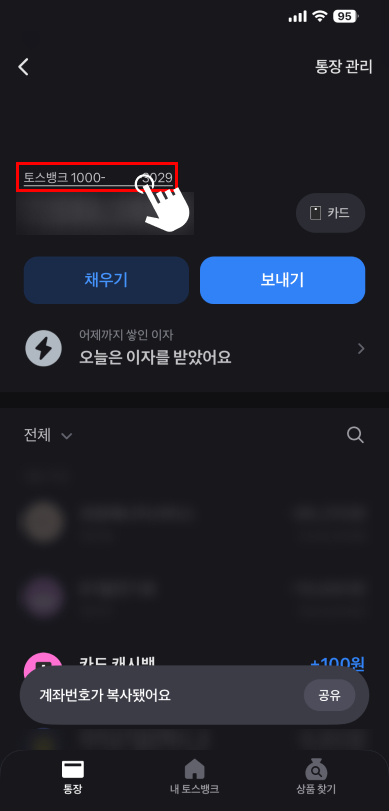 95
통장 관리
토스뱅크 1000- 3029
카드
채우기
보내기
어제까지 쌓인 이자
오늘은 이자를 받았어요
전체
카드 캐시백
+100원
계좌번호가 복사됐어요
공유
통장
내 토스뱅크
상품 찾기